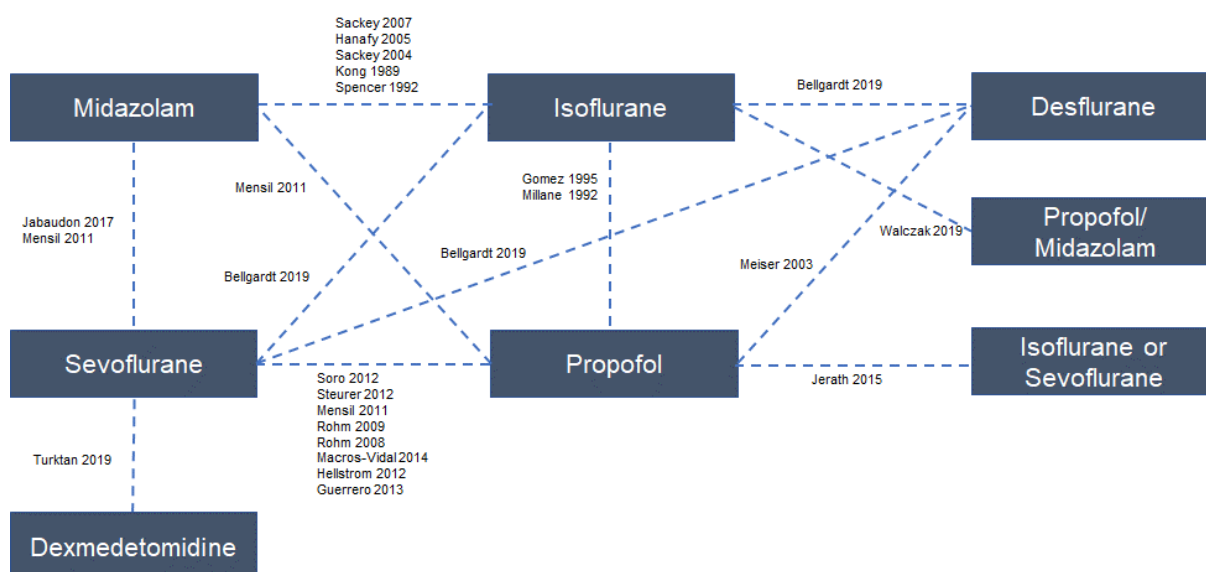 Sackey 2007
Hanafy 2005
Sackey 2004
Kong 1989
Spencer 1992
Bellgardt 2019
Midazolam
Isoflurane
Desflurane
Gomez 1995
Millane 1992
Mensil 2011
Jabaudon 2017
Mensil 2011
Walczak 2019
Propofol/
Midazolam
Bellgardt 2019
Bellgardt 2019
Meiser 2003
Sevoflurane
Propofol
Isoflurane or
Sevoflurane
Jerath 2015
Soro 2012
Steurer 2012
Mensil 2011
Rohm 2009
Rohm 2008
Macros-Vidal 2014
Hellstrom 2012
Guerrero 2013
Turktan 2019
Dexmedetomidine